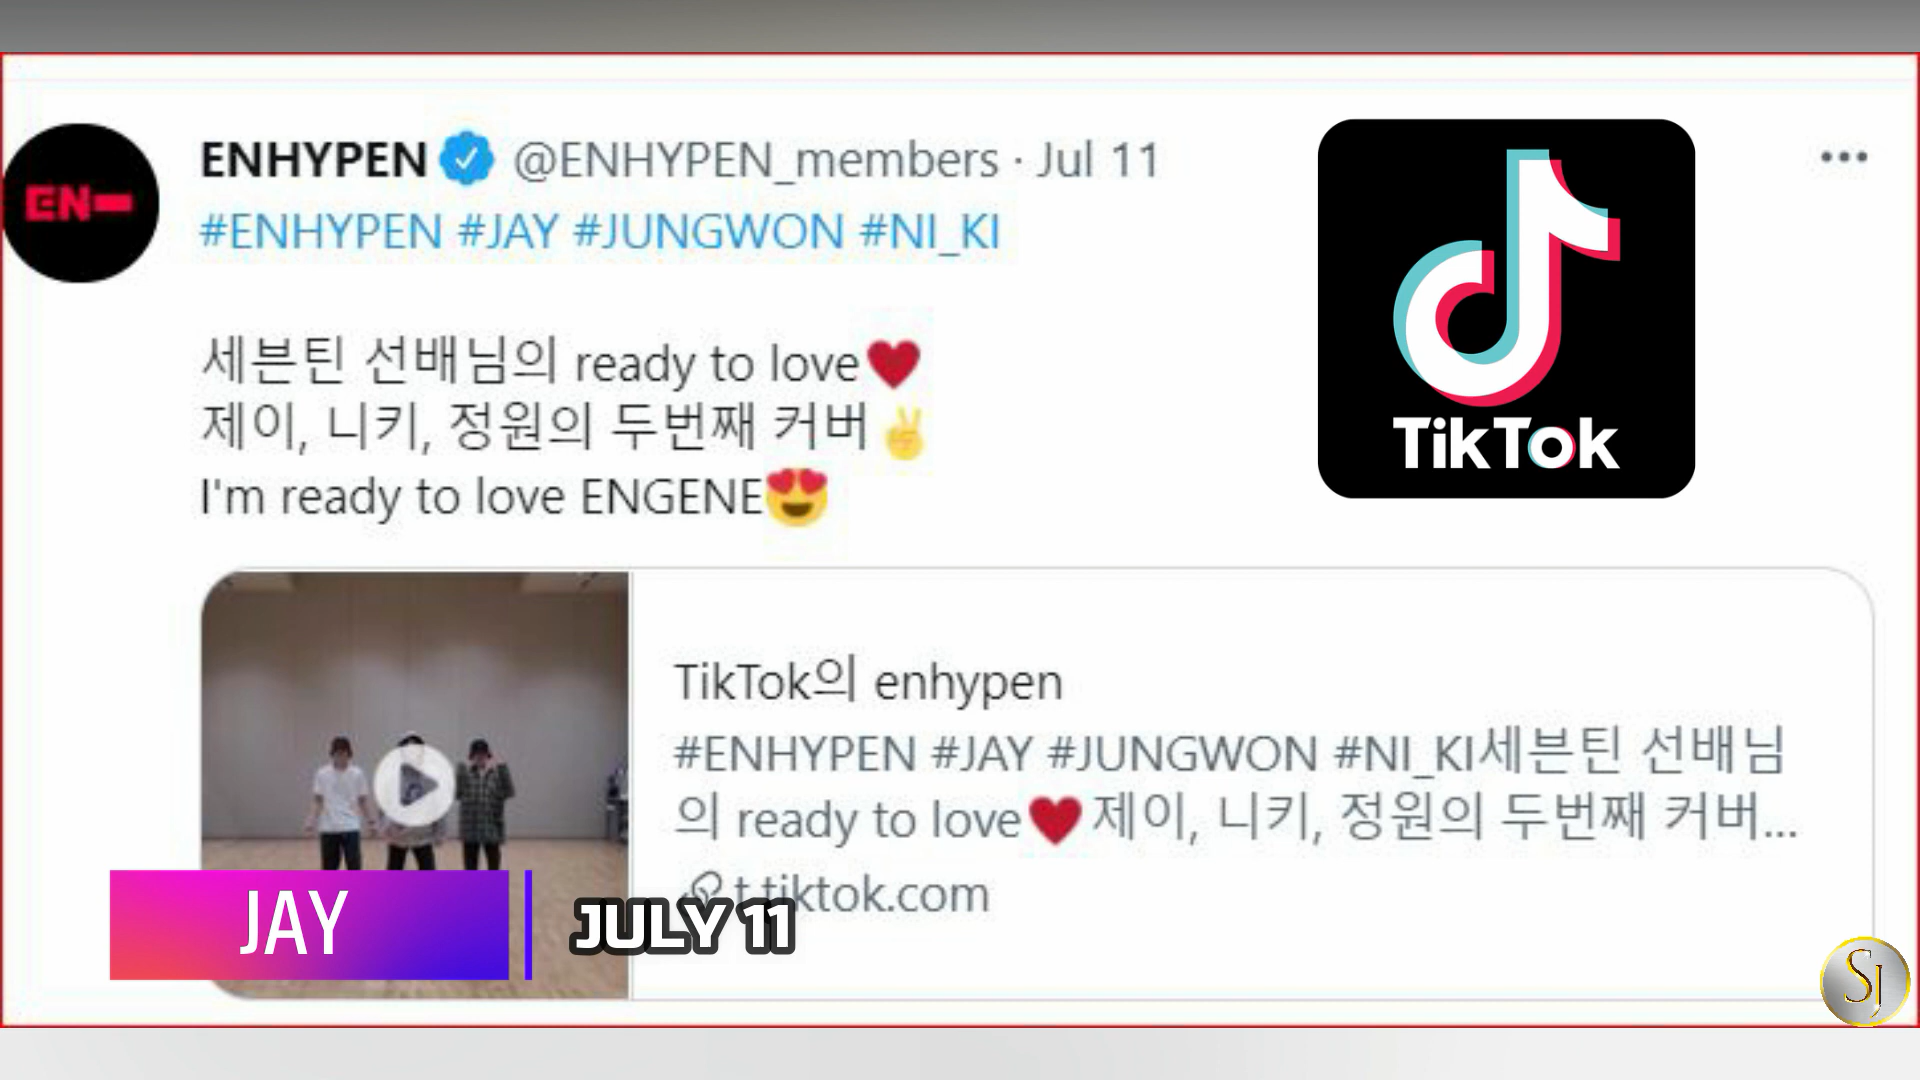 EN-
ENHYPEN @ENHYPEN_members · Jul 11
#ENHYPEN #JAY #JUNGWON #NI_KI
세븐틴 선배님의 ready to love❤
제이, 니키, 정원의 두번째 커버✌
I'm ready to love ENGENE😍
TikTok
TikTok의 enhypen
#ENHYPEN #JAY #JUNGWON #NI_KI세븐틴 선배님
의 ready to love❤제이, 니키, 정원의 두번째 커버...
t.tiktok.com
JAY
JULY 11
SJ